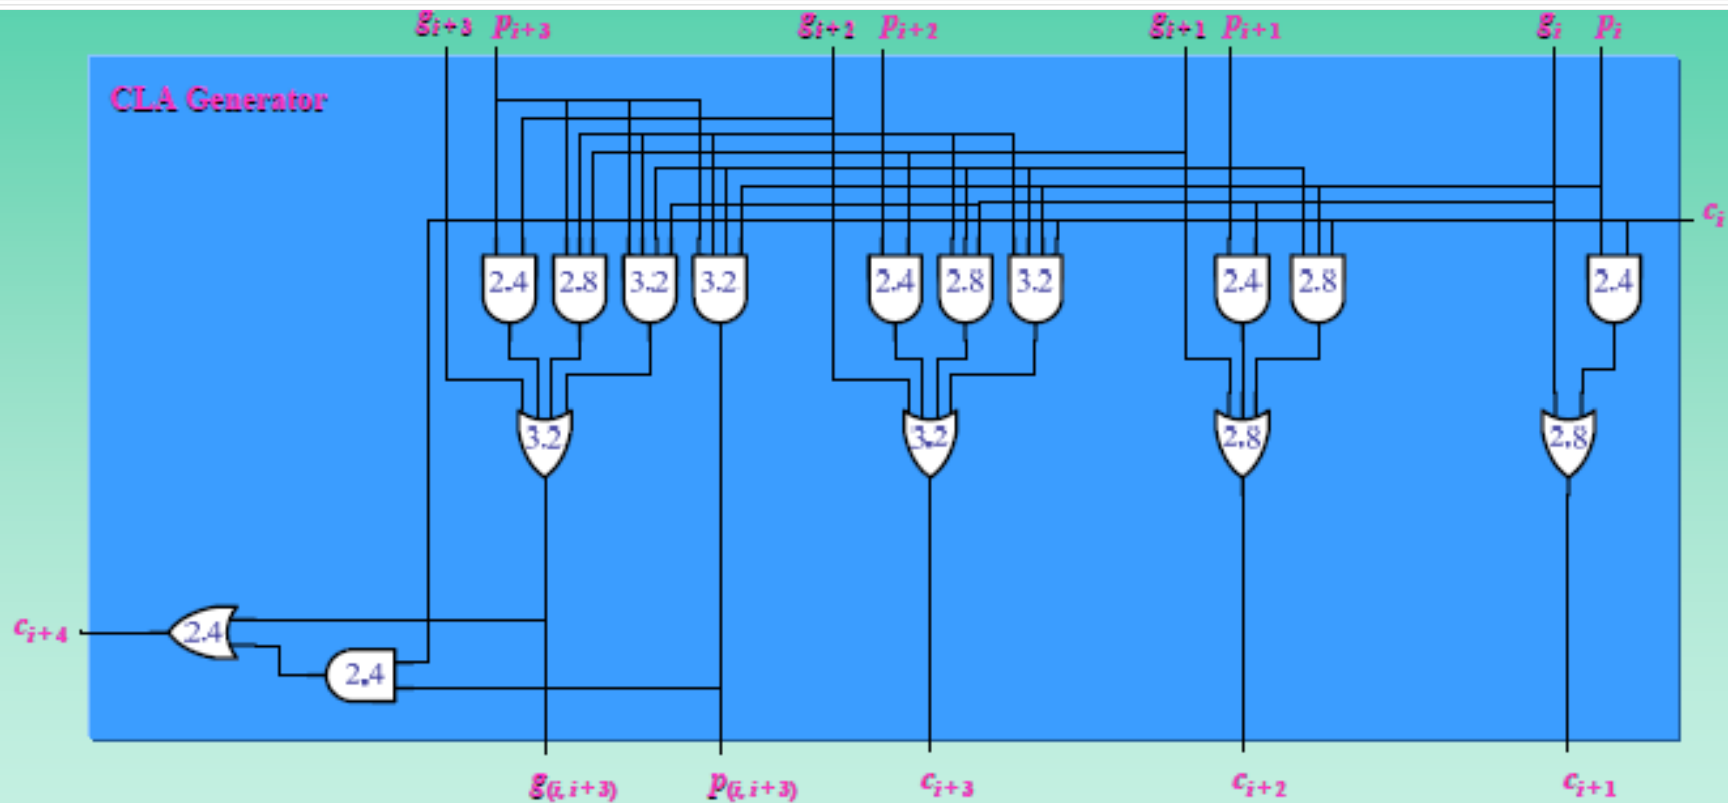 g_{i+3} p_{i+3} g_{i+2} p_{i+2} g_{i+1} p_{i+1} g_i p_i
CLA Generator
c_i
2.4 2.8 3.2 3.2 2.4 2.8 3.2 2.4 2.8 2.4
3.2 3.2 2.8 2.8
c_{i+4} 2.4
2.4
g_{(i, i+3)} p_{(i, i+3)} c_{i+3} c_{i+2} c_{i+1}